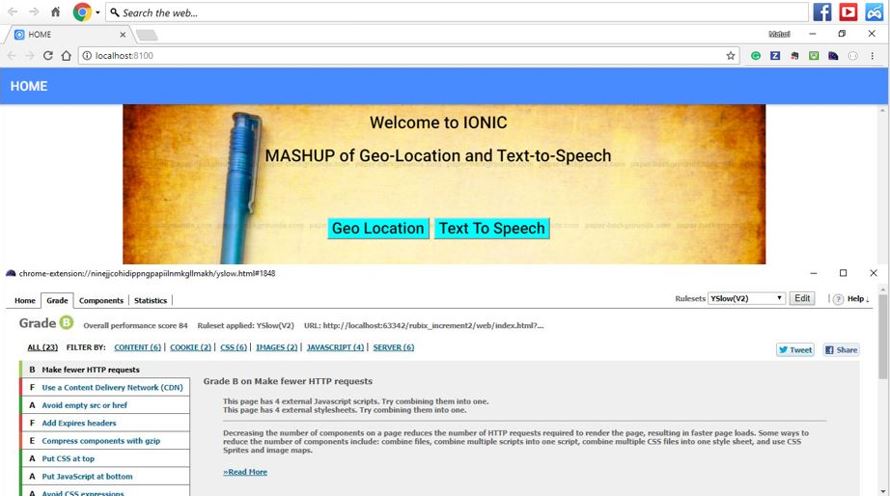 Search the web...
HOME
Maturi
localhost:8100
HOME
Welcome to IONIC
MASHUP of Geo-Location and Text-to-Speech
Geo Location Text To Speech
chrome-extension://ninejjcohidippngpapiilnmkgllmakh/yslow.html#1848
Home Grade Components Statistics Rulesets YSlow(V2) Edit Help
Grade B Overall performance score 84 Ruleset applied: YSlow(V2) URL: http://localhost:63342/rubix_increment2/web/index.html?...
ALL (23) FILTER BY: CONTENT (6) COOKIE (2) CSS (6) IMAGES (2) JAVASCRIPT (4) SERVER (6)
Tweet Share
B Make fewer HTTP requests
F Use a Content Delivery Network (CDN)
A Avoid empty src or href
F Add Expires headers
E Compress components with gzip
A Put CSS at top
A Put JavaScript at bottom
A Avoid CSS expressions
Grade B on Make fewer HTTP requests
This page has 4 external Javascript scripts. Try combining them into one.
This page has 4 external stylesheets. Try combining them into one.
Decreasing the number of components on a page reduces the number of HTTP requests required to render the page, resulting in faster page loads. Some ways to
reduce the number of components include: combine files, combine multiple scripts into one script, combine multiple CSS files into one style sheet, and use CSS
Sprites and image maps.
»Read More